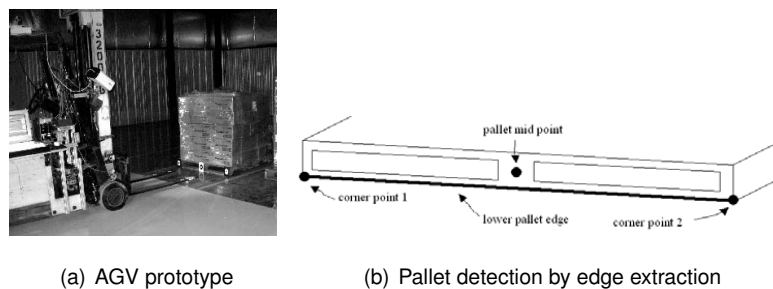 3200
pallet mid point
corner point 1
lower pallet edge
corner point 2
(a) AGV prototype
(b) Pallet detection by edge extraction